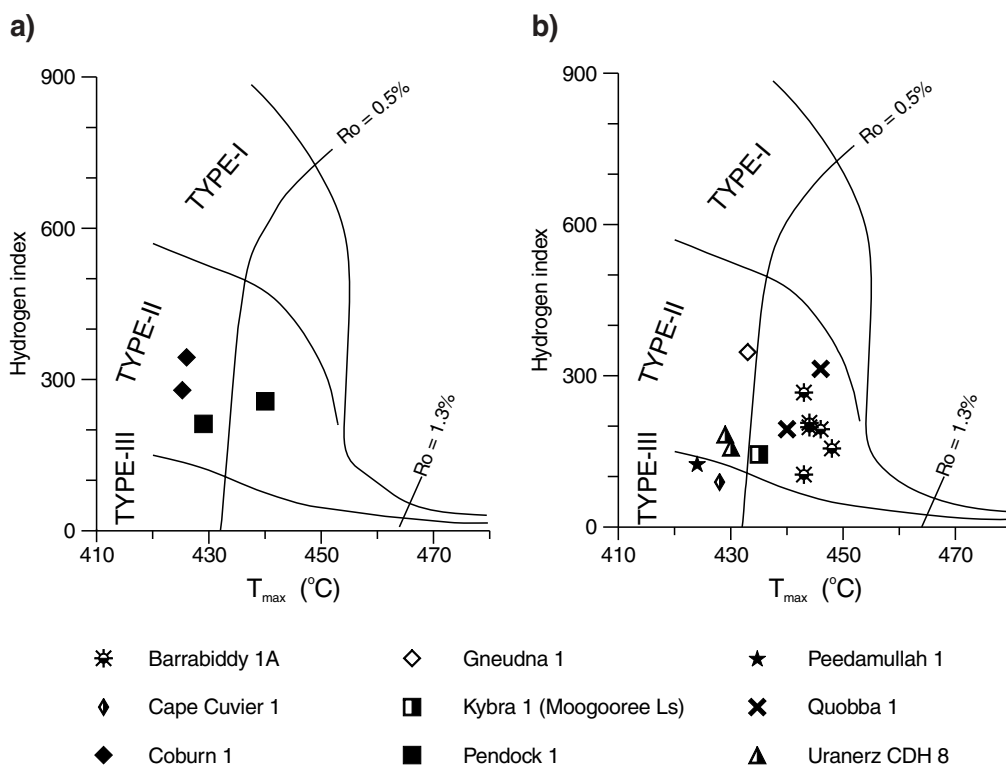 a)
900
600
300
0
Hydrogen index
TYPE-I
TYPE-II
TYPE-III
Ro = 0.5%
Ro = 1.3%
410 430 450 470
Tmax (°C)
b)
900
600
300
0
Hydrogen index
TYPE-I
TYPE-II
TYPE-III
Ro = 0.5%
Ro = 1.3%
410 430 450 470
Tmax (°C)
Barrabiddy 1A
Gneudna 1
Peedamullah 1
Cape Cuvier 1
Kybra 1 (Moogooree Ls)
Quobba 1
Coburn 1
Pendock 1
Uranerz CDH 8